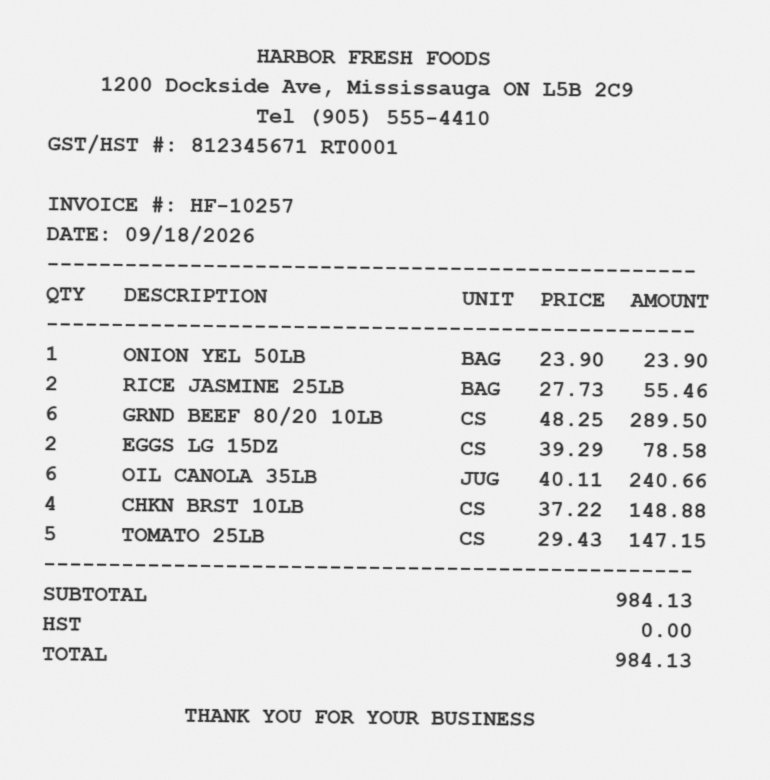 HARBOR FRESH FOODS
1200 Dockside Ave, Mississauga ON L5B 2C9
Tel (905) 555-4410
GST/HST #: 812345671 RT0001
INVOICE #: HF-10257
DATE: 09/18/2026
--------------------------------------------------
QTY DESCRIPTION UNIT PRICE AMOUNT
--------------------------------------------------
1 ONION YEL 50LB BAG 23.90 23.90
2 RICE JASMINE 25LB BAG 27.73 55.46
6 GRND BEEF 80/20 10LB CS 48.25 289.50
2 EGGS LG 15DZ CS 39.29 78.58
6 OIL CANOLA 35LB JUG 40.11 240.66
4 CHKN BRST 10LB CS 37.22 148.88
5 TOMATO 25LB CS 29.43 147.15
--------------------------------------------------
SUBTOTAL 984.13
HST 0.00
TOTAL 984.13
THANK YOU FOR YOUR BUSINESS